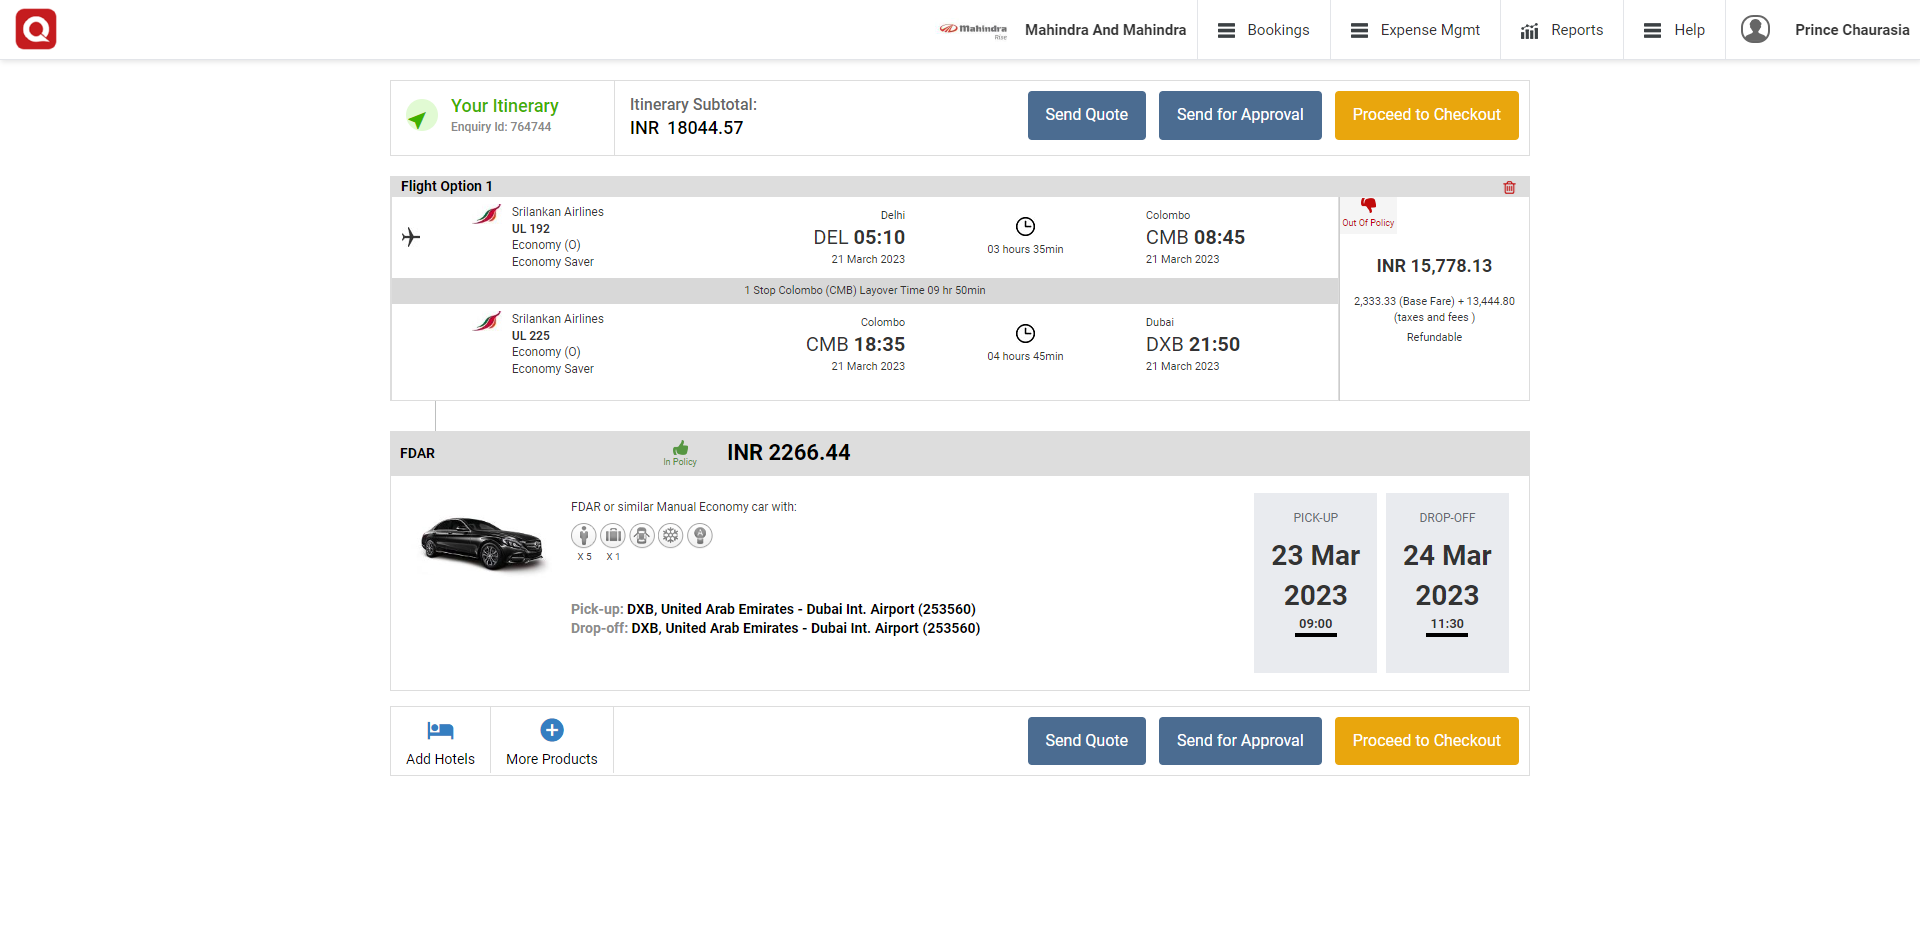 Mahindra
Rise
Mahindra And Mahindra
Bookings
Expense Mgmt
Reports
Help
Prince Chaurasia
Your Itinerary
Enquiry Id: 764744
Itinerary Subtotal:
INR 18044.57
Send Quote
Send for Approval
Proceed to Checkout
Flight Option 1
Srilankan Airlines
UL 192
Economy (O)
Economy Saver
Delhi
DEL 05:10
21 March 2023
03 hours 35min
Colombo
CMB 08:45
21 March 2023
Out Of Policy
INR 15,778.13
2,333.33 (Base Fare) + 13,444.80
(taxes and fees )
Refundable
1 Stop Colombo (CMB) Layover Time 09 hr 50min
Srilankan Airlines
UL 225
Economy (O)
Economy Saver
Colombo
CMB 18:35
21 March 2023
04 hours 45min
Dubai
DXB 21:50
21 March 2023
FDAR
In Policy
INR 2266.44
FDAR or similar Manual Economy car with:
X 5
X 1
Pick-up: DXB, United Arab Emirates - Dubai Int. Airport (253560)
Drop-off: DXB, United Arab Emirates - Dubai Int. Airport (253560)
PICK-UP
23 Mar
2023
09:00
DROP-OFF
24 Mar
2023
11:30
Add Hotels
More Products
Send Quote
Send for Approval
Proceed to Checkout